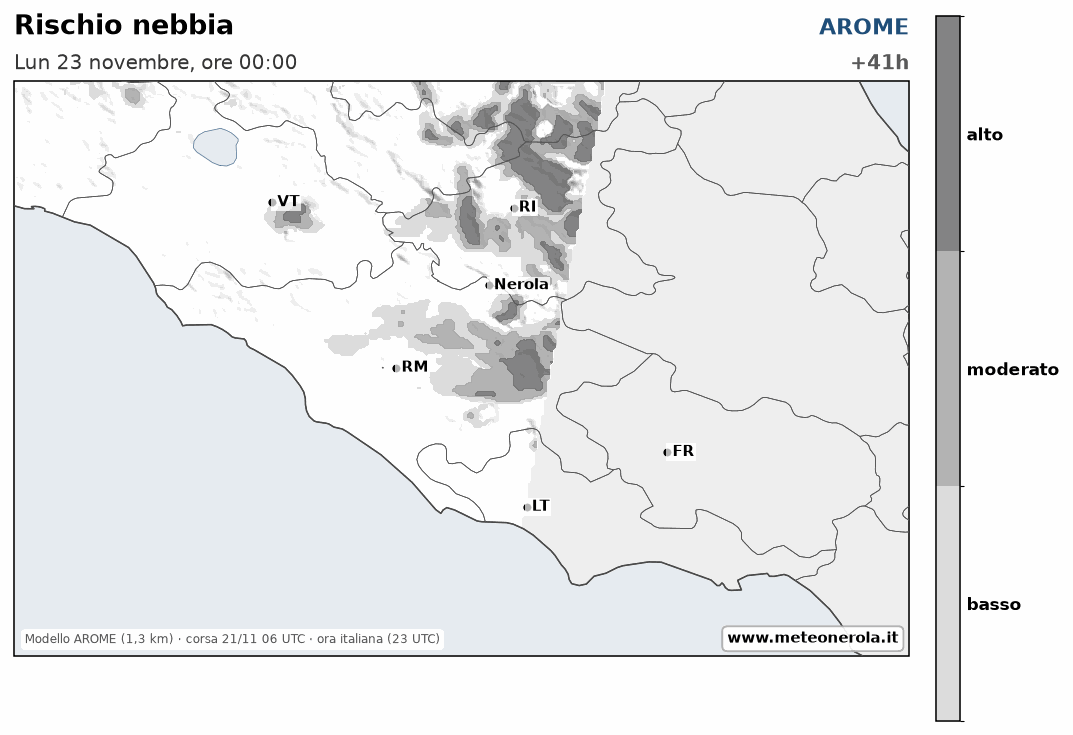 Rischio nebbia
AROME
Lun 23 novembre, ore 00:00
+41h
alto
VT
RI
Nerola
moderato
RM
FR
LT
basso
Modello AROME (1,3 km) · corsa 21/11 06 UTC · ora italiana (23 UTC)
www.meteonerola.it